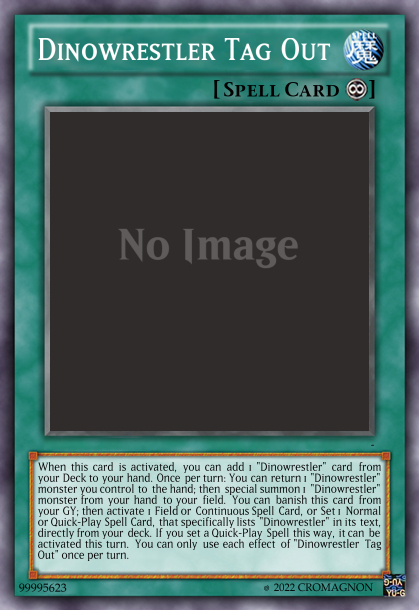 DINOWRESTLER TAG OUT 魔
[SPELL CARD ∞]
No Image
-
When this card is activated, you can add 1 "Dinowrestler" card from
your Deck to your hand. Once per turn: You can return 1 "Dinowrestler"
monster you control to the hand; then special summon 1 "Dinowrestler"
monster from your hand to your field. You can banish this card from
your GY; then activate 1 Field or Continuous Spell Card, or Set 1 Normal
or Quick-Play Spell Card, that specifically lists "Dinowrestler" in its text,
directly from your deck. If you set a Quick-Play Spell this way, it can be
activated this turn. You can only use each effect of "Dinowrestler Tag
Out" once per turn.
99995623 ® 2022 CROMAGNON